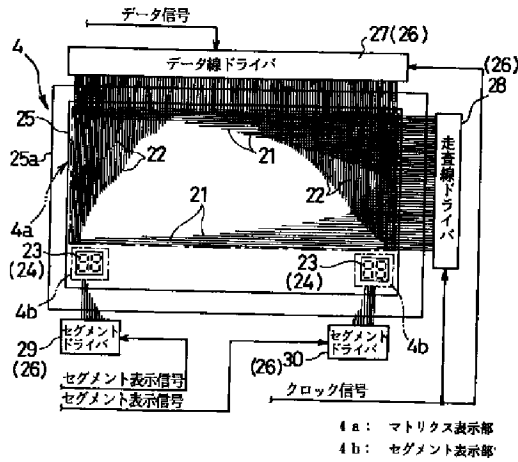 データ信号
27(26)
データ線ドライバ
4
(26)
28
25
25a
22
21
22
走査線ドライバ
4a
21
23
(24)
23
(24)
4b
4b
セグメントドライバ
セグメントドライバ
29
(26)
(26)
30
セグメント表示信号
セグメント表示信号
クロック信号
4a: マトリクス表示部
4b: セグメント表示部